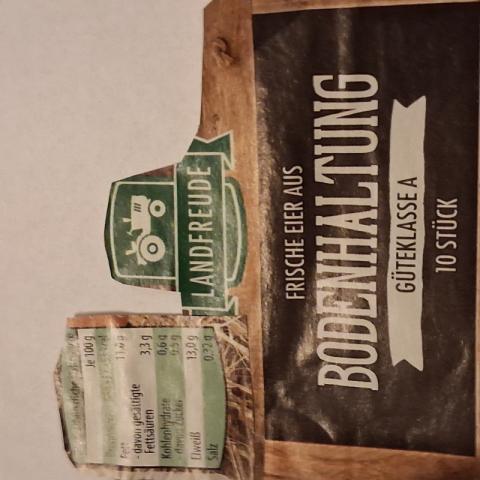 LANDFREUDE
FRISCHE EIER AUS
BODENHALTUNG
GÜTEKLASSE A
10 STÜCK
Je 100 g
Fett
- davon gesättigte
Fettsäuren 3,3 g
Kohlenhydrate 0,6 g
- davon Zucker
Eiweiß 13,0 g
Salz